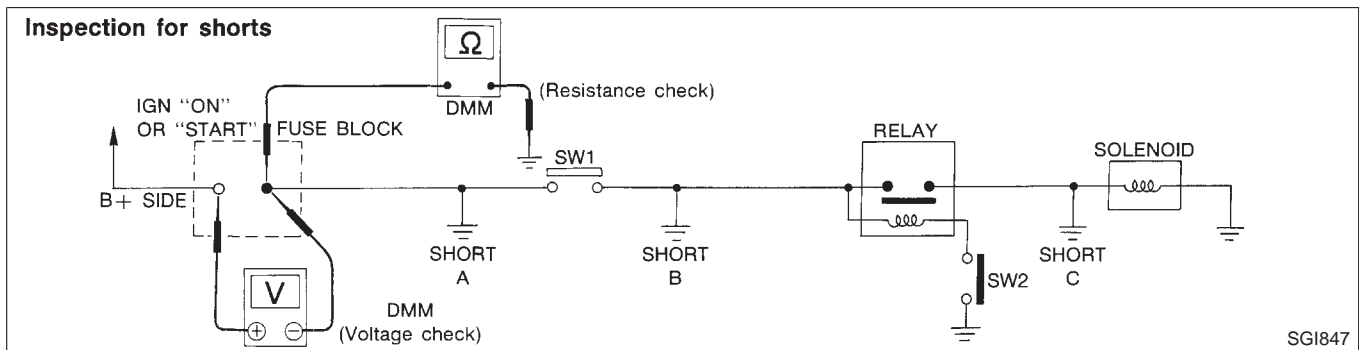 Inspection for shorts
Ω
DMM
(Resistance check)
IGN "ON"
OR "START"
FUSE BLOCK
B+ SIDE
SW1
RELAY
SOLENOID
SHORT
A
SHORT
B
SHORT
C
SW2
V
+
−
DMM
(Voltage check)
SGI847